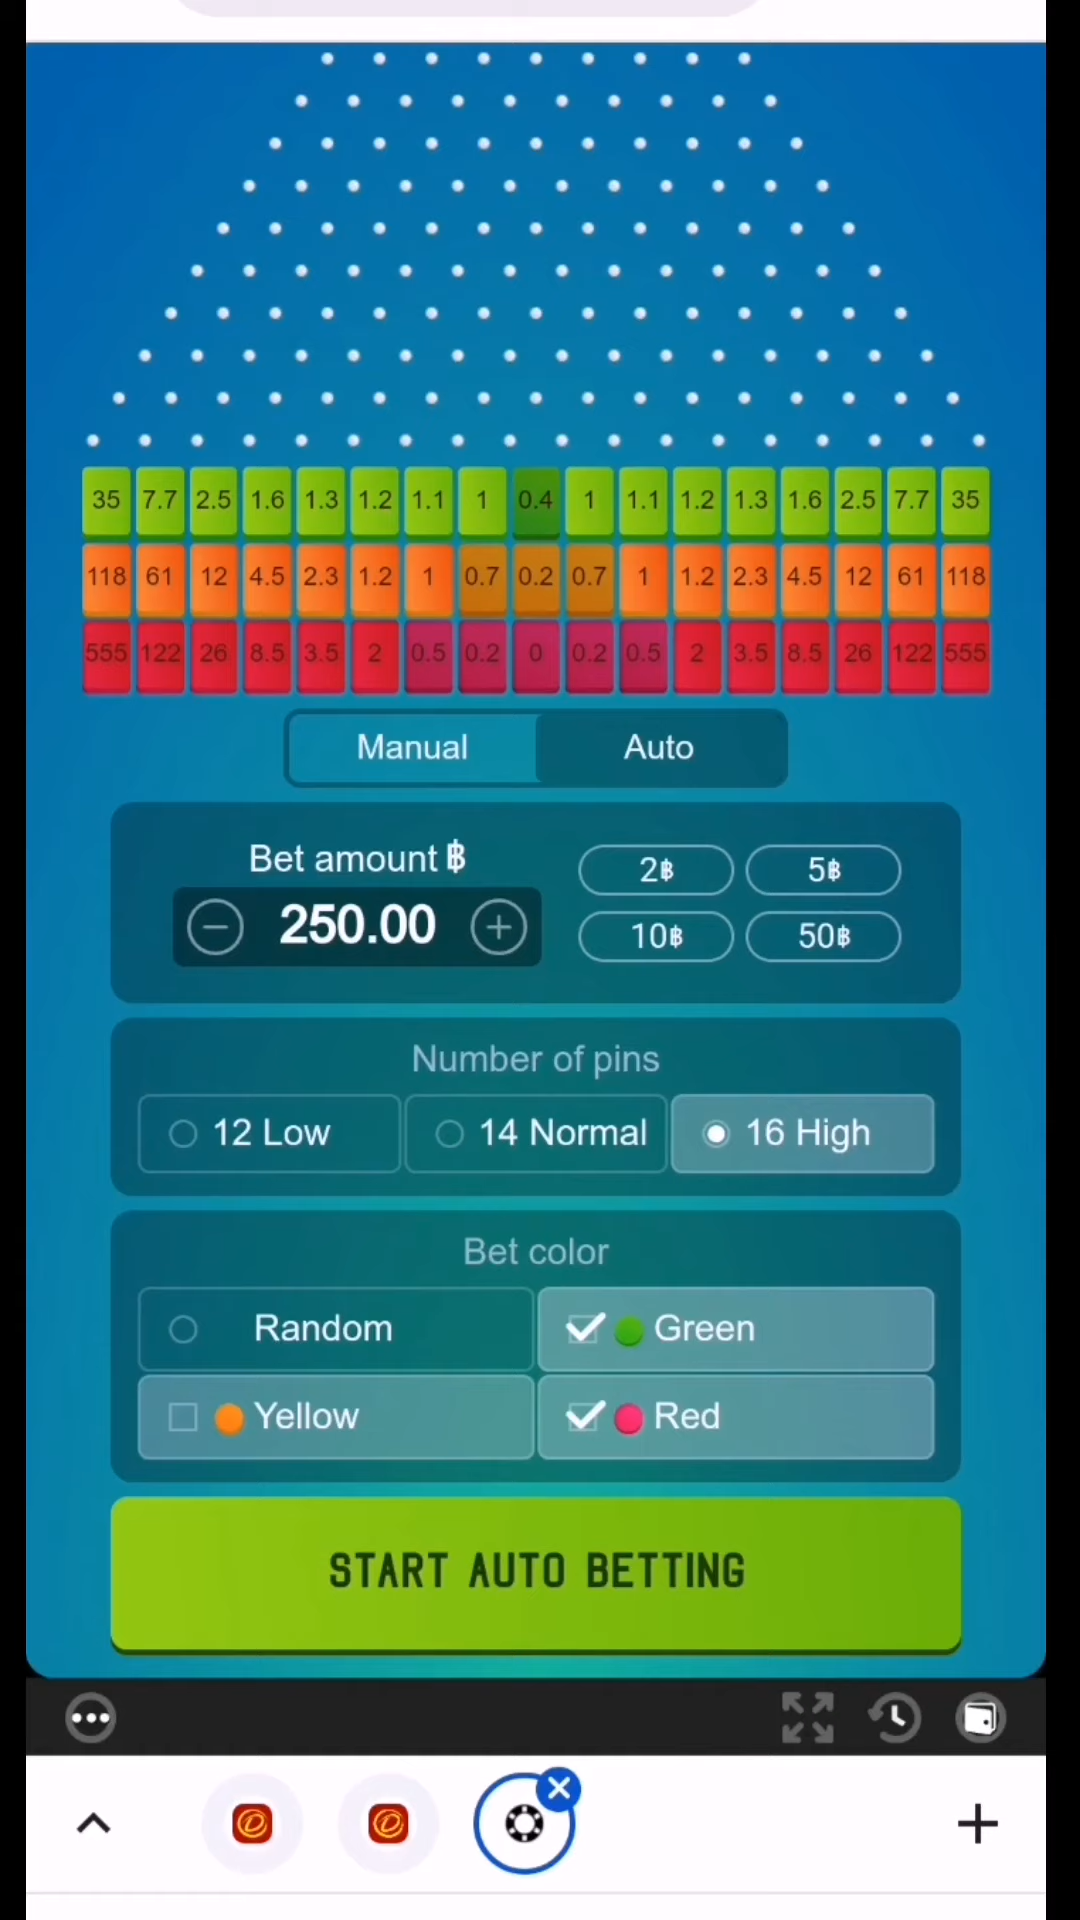 35 7.7 2.5 1.6 1.3 1.2 1.1 1 0.4 1 1.1 1.2 1.3 1.6 2.5 7.7 35
118 61 12 4.5 2.3 1.2 1 0.7 0.2 0.7 1 1.2 2.3 4.5 12 61 118
555 122 26 8.5 3.5 2 0.5 0.2 0 0.2 0.5 2 3.5 8.5 26 122 555
Manual Auto
Bet amount ฿
2฿ 5฿
250.00
10฿ 50฿
Number of pins
12 Low 14 Normal 16 High
Bet color
Random Green
Yellow Red
START AUTO BETTING